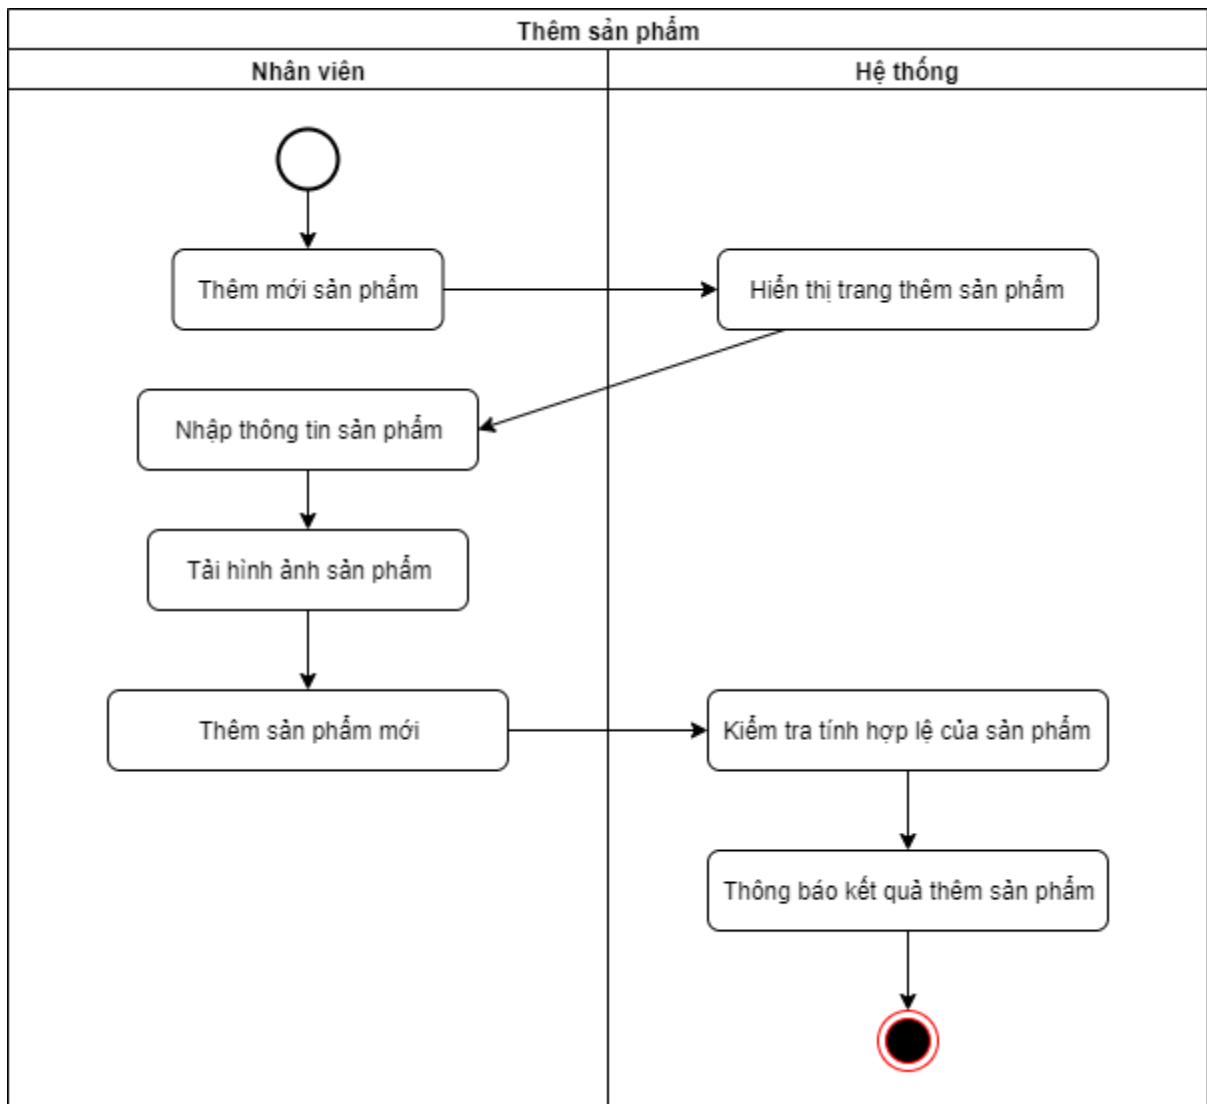 Thêm sản phẩm
Nhân viên
Hệ thống
Thêm mới sản phẩm
Hiển thị trang thêm sản phẩm
Nhập thông tin sản phẩm
Tải hình ảnh sản phẩm
Thêm sản phẩm mới
Kiểm tra tính hợp lệ của sản phẩm
Thông báo kết quả thêm sản phẩm